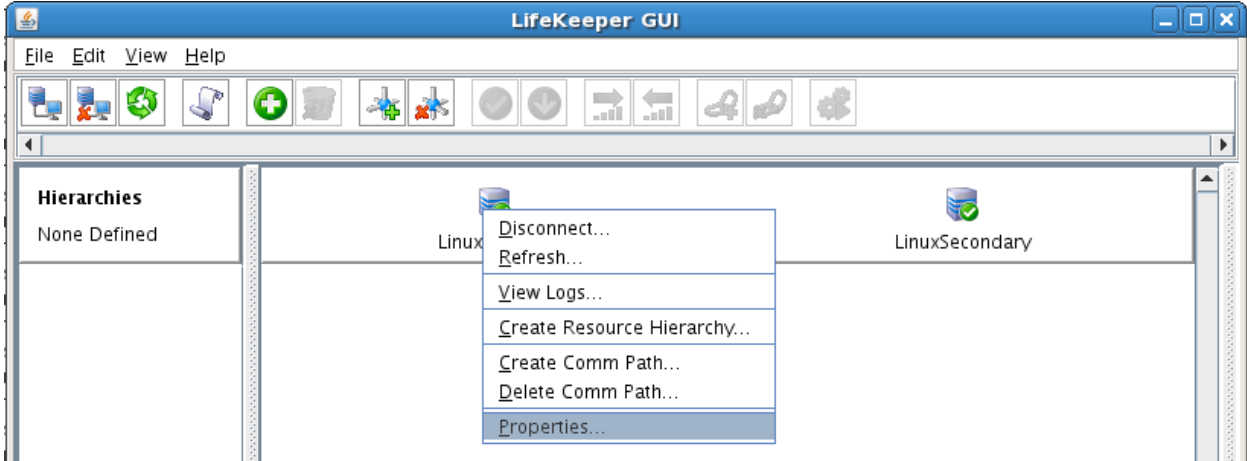 LifeKeeper GUI
File Edit View Help
Hierarchies
None Defined
Linux
LinuxSecondary
Disconnect...
Refresh...
View Logs...
Create Resource Hierarchy...
Create Comm Path...
Delete Comm Path...
Properties...